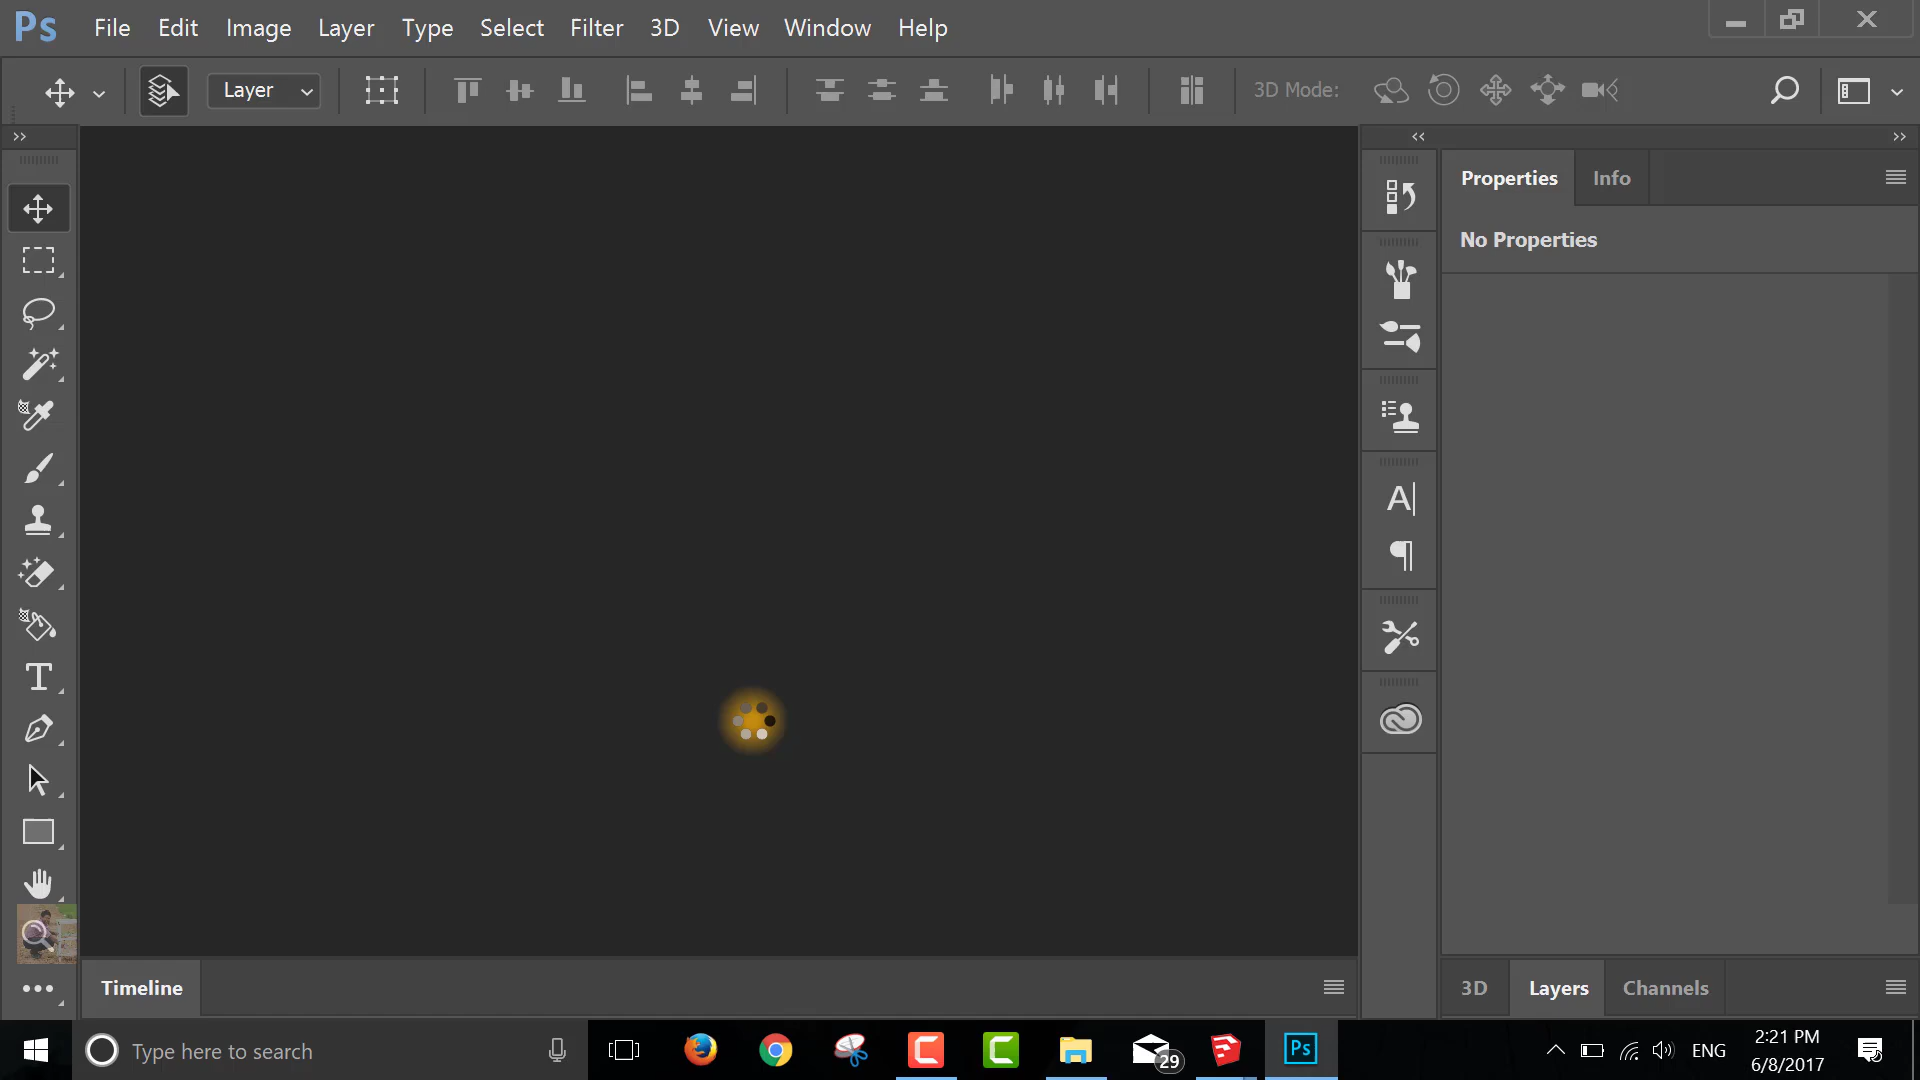 Ps File Edit Image Layer Type Select Filter 3D View Window Help
Layer 3D Mode:
Properties Info
No Properties
A
T
Timeline
3D Layers Channels
Type here to search
29
Ps
ENG
2:21 PM
6/8/2017